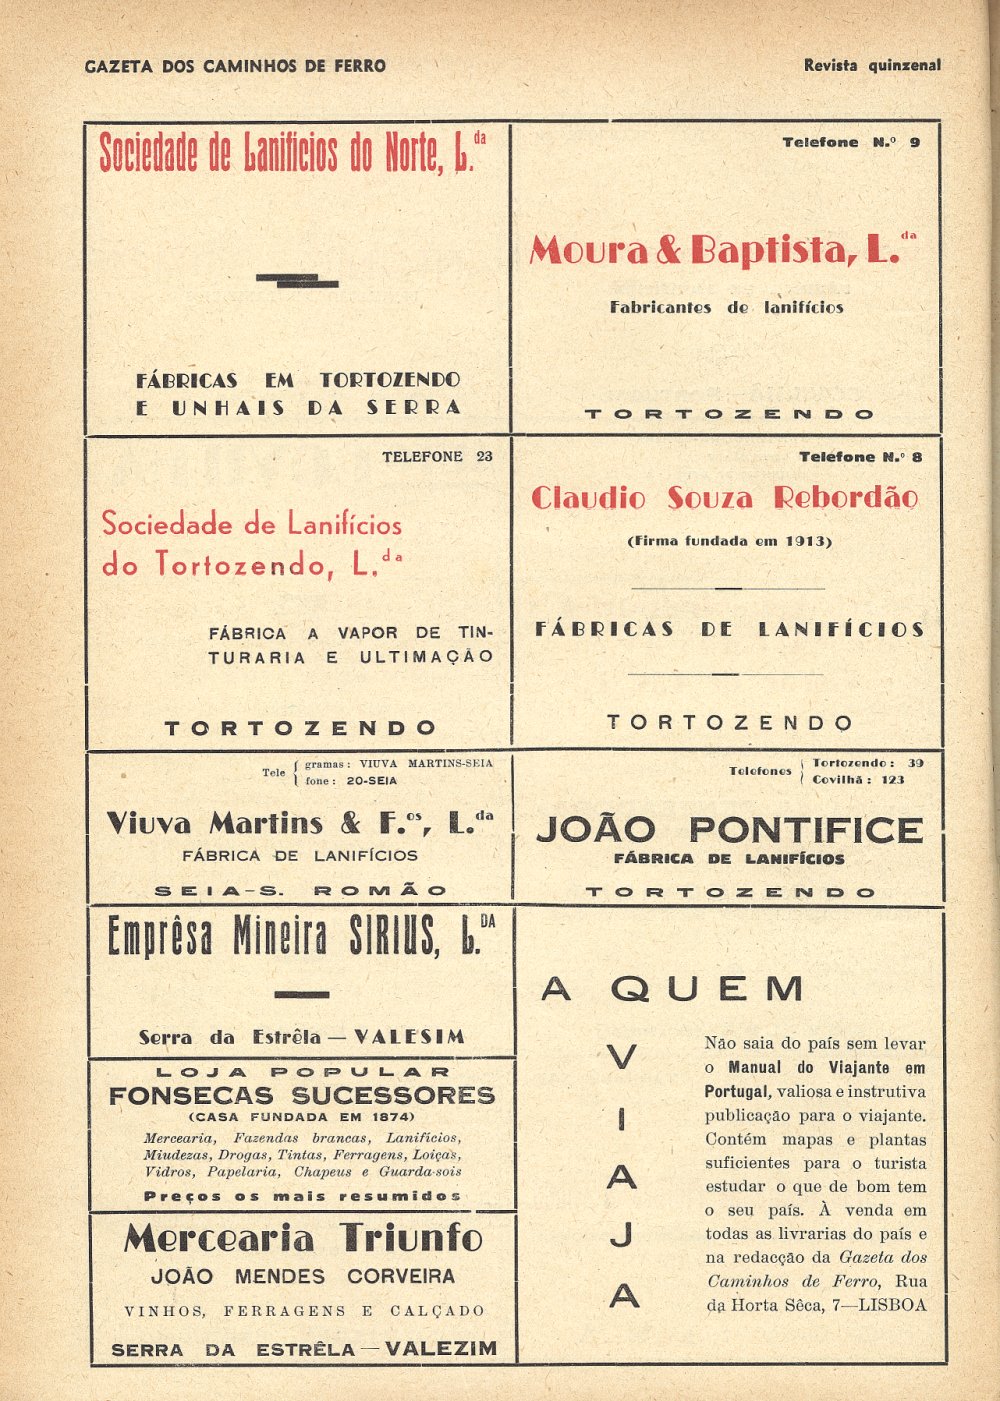 GAZETA DOS CAMINHOS DE FERRO
Revista quinzenal
Sociedade de Lanificios do Norte, L.da
FÁBRICAS EM TORTOZENDO
E UNHAIS DA SERRA
Telefone N.º 9
Moura & Baptista, L.da
Fabricantes de lanifícios
TORTOZENDO
TELEFONE 23
Sociedade de Lanifícios
do Tortozendo, L.da
FÁBRICA A VAPOR DE TIN-
TURARIA E ULTIMAÇÃO
TORTOZENDO
Telefone N.º 8
Claudio Souza Rebordão
(Firma fundada em 1913)
FÁBRICAS DE LANIFÍCIOS
TORTOZENDO
Tele { gramas: VIUVA MARTINS-SEIA
fone: 20-SEIA
Viuva Martins & F.os, L.da
FÁBRICA DE LANIFÍCIOS
SEIA-S. ROMÃO
Telefones { Tortozendo: 39
Covilhã: 123
JOÃO PONTIFICE
FÁBRICA DE LANIFÍCIOS
TORTOZENDO
Emprêsa Mineira SIRIUS, L.DA
Serra da Estrêla — VALESIM
LOJA POPULAR
FONSECAS SUCESSORES
(CASA FUNDADA EM 1874)
Mercearia, Fazendas brancas, Lanifícios,
Miudezas, Drogas, Tintas, Ferragens, Loiças,
Vidros, Papelaria, Chapeus e Guarda-sois
Preços os mais resumidos
Mercearia Triunfo
JOÃO MENDES CORVEIRA
VINHOS, FERRAGENS E CALÇADO
SERRA DA ESTRÊLA — VALEZIM
A QUEM
V
I
A
J
A
Não saia do país sem levar
o Manual do Viajante em
Portugal, valiosa e instrutiva
publicação para o viajante.
Contém mapas e plantas
suficientes para o turista
estudar o que de bom tem
o seu país. À venda em
todas as livrarias do país e
na redacção da Gazeta dos
Caminhos de Ferro, Rua
da Horta Sêca, 7—LISBOA